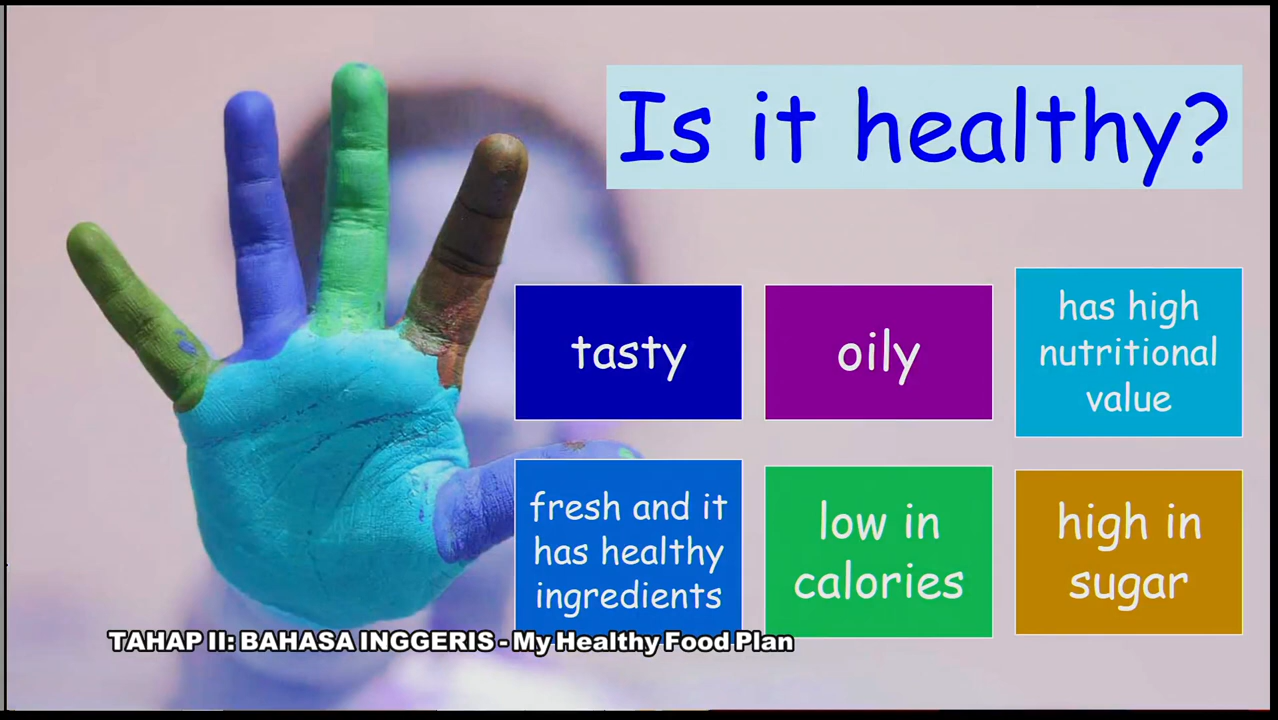 Is it healthy?
tasty
oily
has high
nutritional
value
fresh and it
has healthy
ingredients
low in
calories
high in
sugar
TAHAP II: BAHASA INGGERIS - My Healthy Food Plan